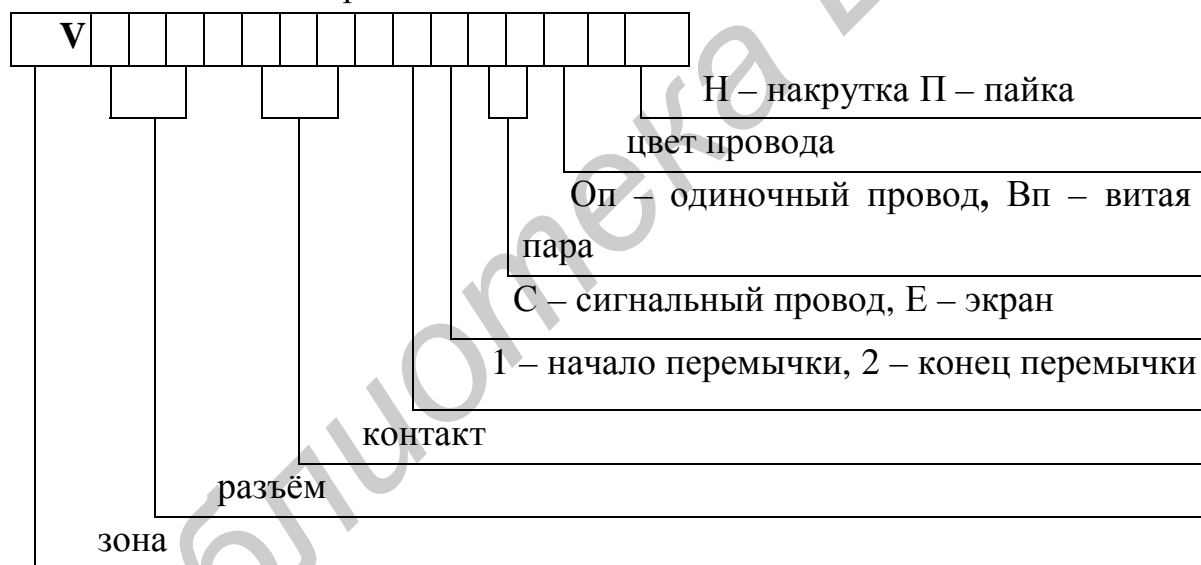 V
Н – накрутка П – пайка
цвет провода
Оп – одиночный провод, Вп – витая
пара
С – сигнальный провод, Е – экран
1 – начало перемычки, 2 – конец перемычки
контакт
разъём
зона